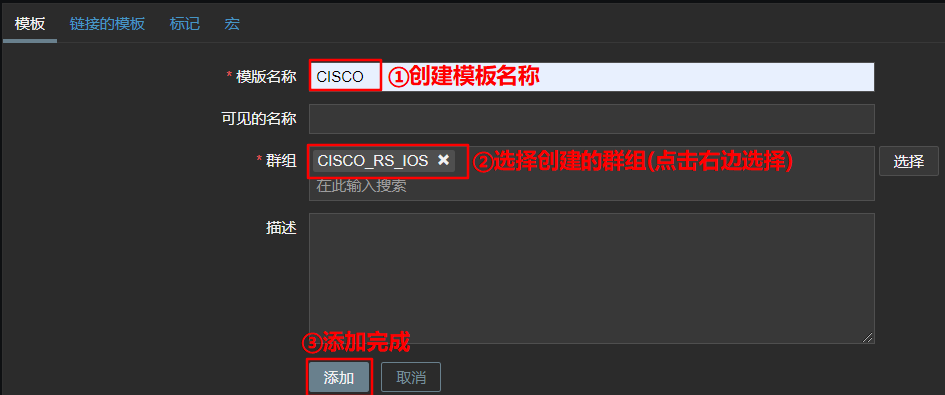 模板 链接的模板 标记 宏
* 模版名称 CISCO ①创建模板名称
可见的名称
* 群组 CISCO_RS_IOS ✖ ②选择创建的群组(点击右边选择) 选择
在此输入搜索
描述
③添加完成
添加 取消